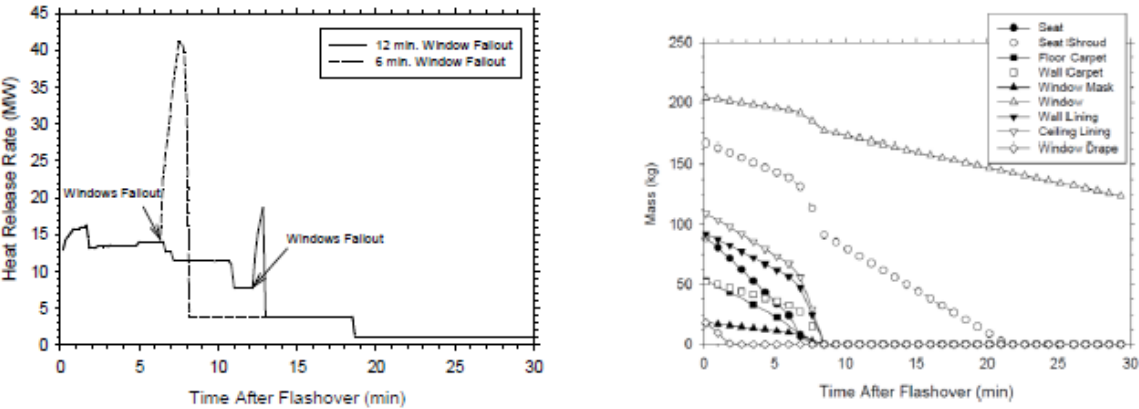 45
40
35
30
25
20
15
10
5
0
Heat Release Rate (MW)
12 min. Window Fallout
6 min. Window Fallout
Windows Fallout
Windows Fallout
0 5 10 15 20 25 30
Time After Flashover (min)
250
200
150
100
50
0
Mass (kg)
Seat
Seat Shroud
Floor Carpet
Wall Carpet
Window Mask
Window
Wall Lining
Ceiling Lining
Window Drape
0 5 10 15 20 25 30
Time After Flashover (min)